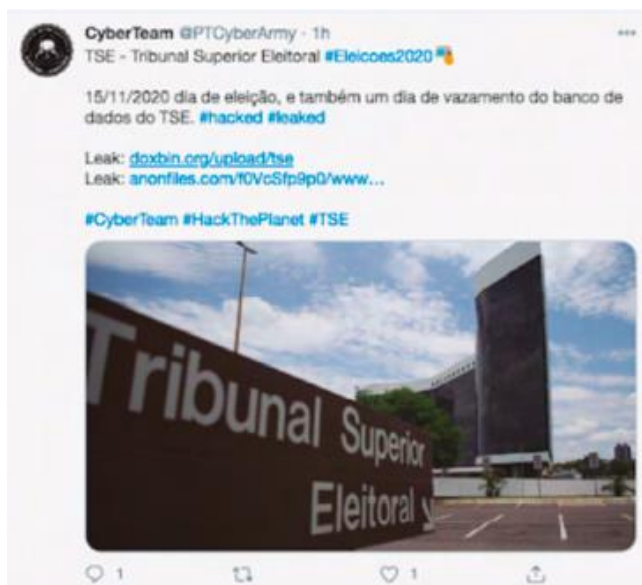 CyberTeam @PTCyberArmy · 1h
TSE - Tribunal Superior Eleitoral #Eleicoes2020
15/11/2020 dia de eleição, e também um dia de vazamento do banco de
dados do TSE. #hacked #leaked
Leak: doxbin.org/upload/tse
Leak: anonfiles.com/f0VcSfp9p0/www...
#CyberTeam #HackThePlanet #TSE
Tribunal Superior
Eleitoral
1
1